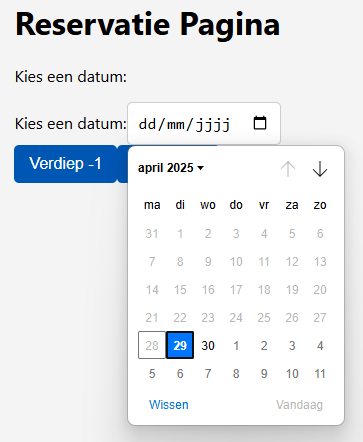 Reservatie Pagina
Kies een datum:
Kies een datum: dd/mm/jjjj
Verdiep -1
april 2025
ma di wo do vr za zo
31 1 2 3 4 5 6
7 8 9 10 11 12 13
14 15 16 17 18 19 20
21 22 23 24 25 26 27
28 29 30 1 2 3 4
5 6 7 8 9 10 11
Wissen Vandaag